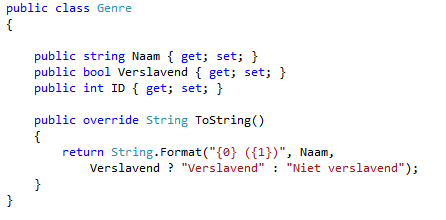 public class Genre
{
public string Naam { get; set; }
public bool Verslavend { get; set; }
public int ID { get; set; }
public override String ToString()
{
return String.Format("{0} ({1})", Naam,
Verslavend ? "Verslavend" : "Niet verslavend");
}
}